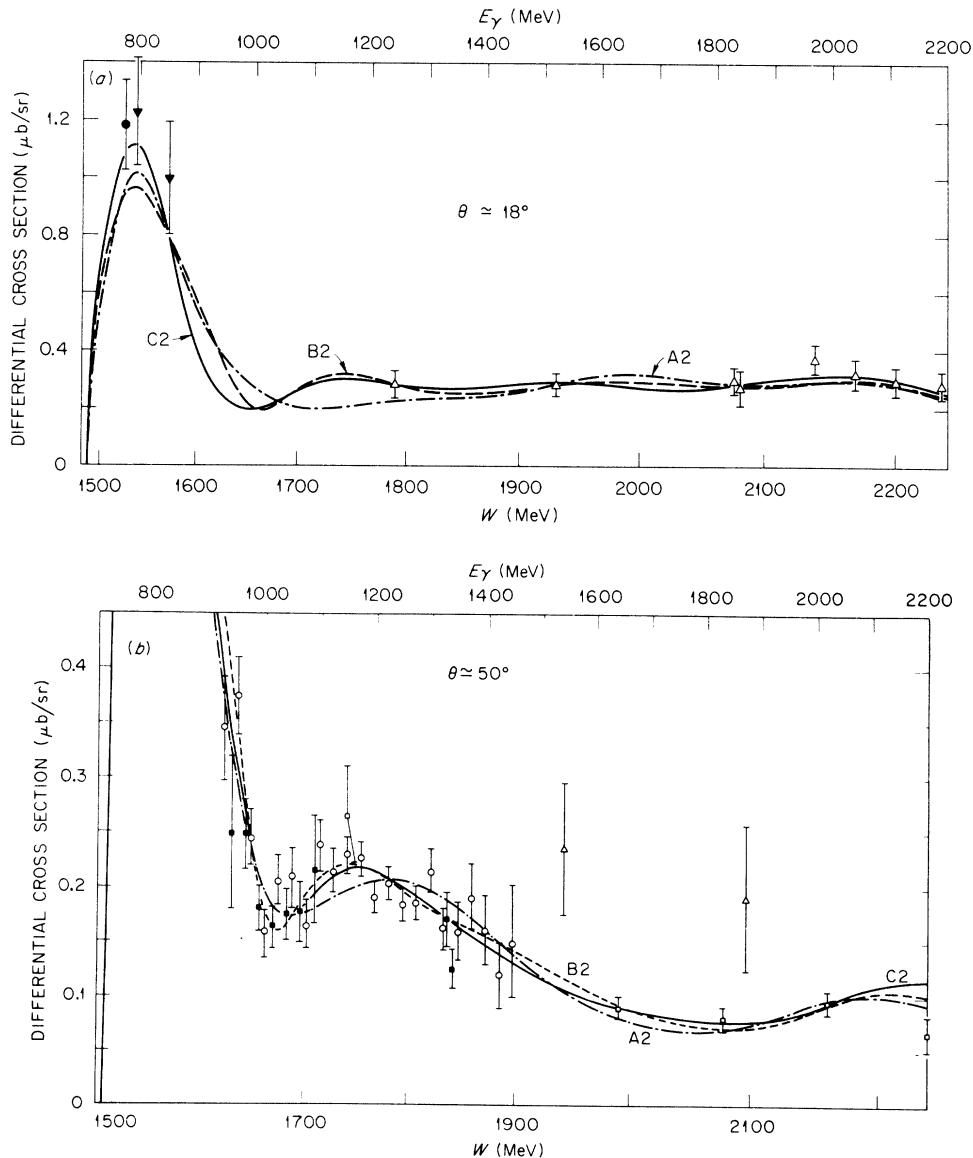 Eγ (MeV)
800 1000 1200 1400 1600 1800 2000 2200
(a)
1.2
0.8
0.4
0
DIFFERENTIAL CROSS SECTION (μb/sr)
θ ≃ 18°
C2
B2
A2
1500 1600 1700 1800 1900 2000 2100 2200
W (MeV)
Eγ (MeV)
800 1000 1200 1400 1600 1800 2000 2200
(b)
0.4
0.3
0.2
0.1
0
DIFFERENTIAL CROSS SECTION (μb/sr)
θ ≃ 50°
B2
C2
A2
1500 1700 1900 2100
W (MeV)